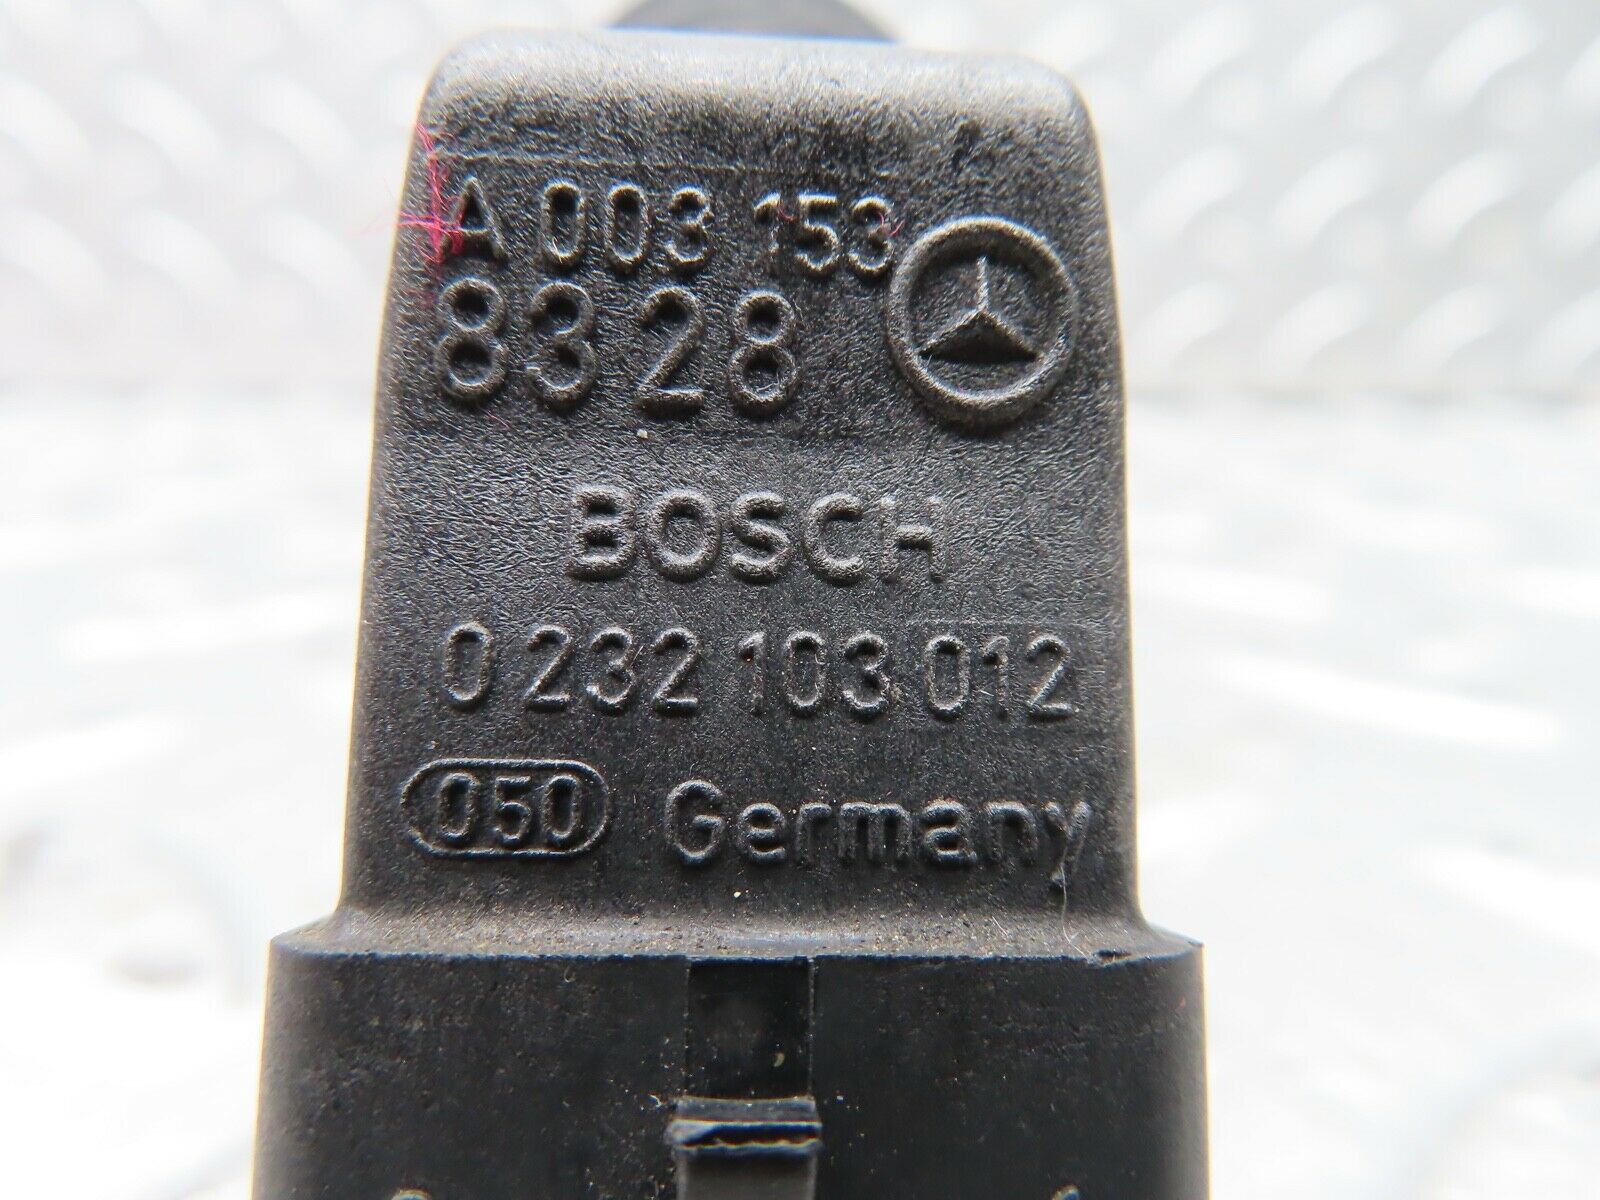 A 003 153
8328
BOSCH
0 232 103 012
050 Germany